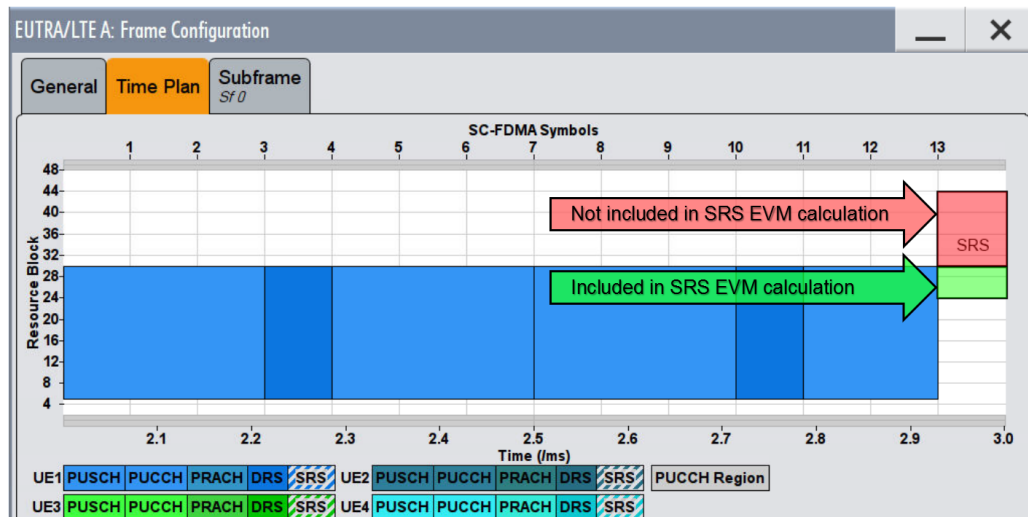 EUTRA/LTE A: Frame Configuration
General Time Plan Subframe
Sf 0
SC-FDMA Symbols
1 2 3 4 5 6 7 8 9 10 11 12 13
Resource Block
48
44
40
36
32
28
24
20
16
12
8
4
Not included in SRS EVM calculation
SRS
Included in SRS EVM calculation
2.1 2.2 2.3 2.4 2.5 2.6 2.7 2.8 2.9 3.0
Time (/ms)
UE1 PUSCH PUCCH PRACH DRS SRS UE2 PUSCH PUCCH PRACH DRS SRS PUCCH Region
UE3 PUSCH PUCCH PRACH DRS SRS UE4 PUSCH PUCCH PRACH DRS SRS